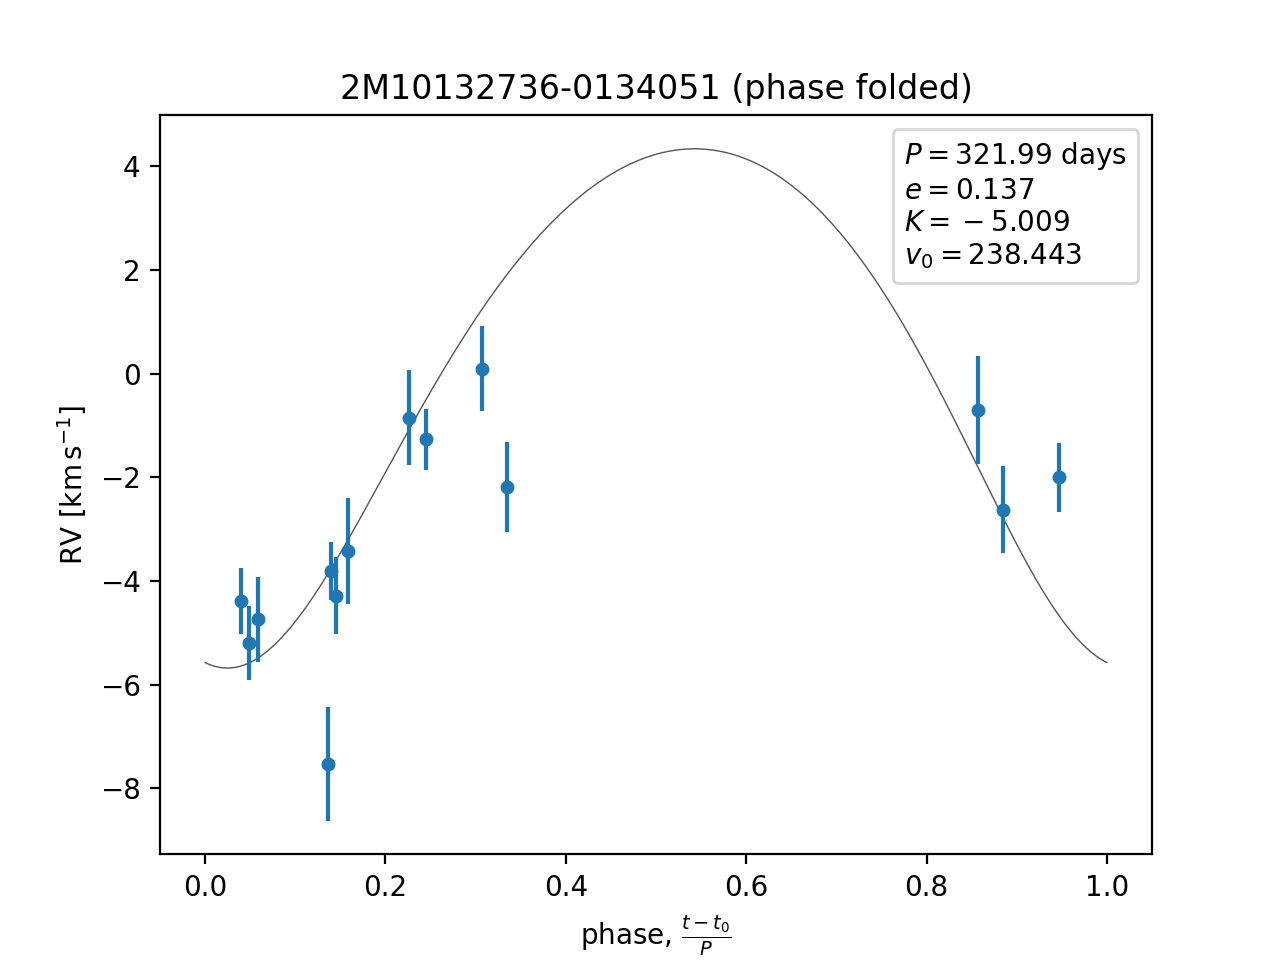 2M10132736-0134051 (phase folded)
P = 321.99 days
e = 0.137
K = −5.009
v₀ = 238.443
4
2
0
−2
−4
−6
−8
RV [km s⁻¹]
0.0 0.2 0.4 0.6 0.8 1.0
phase, (t − t₀)/P